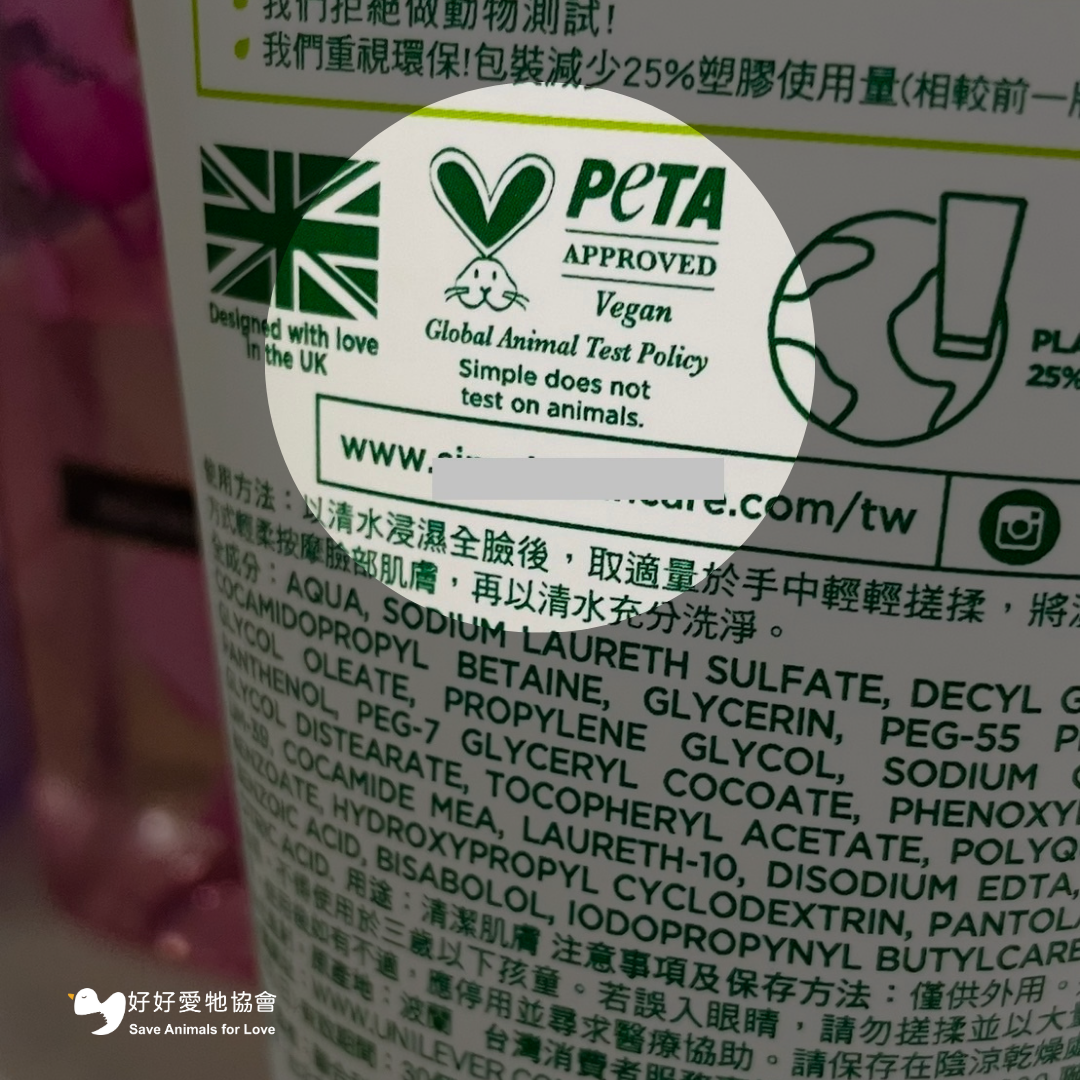 我們拒絕做動物測試!
我們重視環保!包裝減少25%塑膠使用量(相較前一
Designed with love
in the UK
PETA
APPROVED
Vegan
Global Animal Test Policy
Simple does not
test on animals.
25%
www.
care.com/tw
使用方法：以清水浸濕全臉後，取適量於手中輕輕搓揉，將
方式輕柔按摩臉部肌膚，再以清水充分洗淨。
全成分：AQUA, SODIUM LAURETH SULFATE, DECYL
COCAMIDOPROPYL BETAINE, GLYCERIN, PEG-55
GLYCOL OLEATE, PROPYLENE GLYCOL, SODIUM
PANTHENOL, PEG-7 GLYCERYL COCOATE,
GLYCOL DISTEARATE, TOCOPHERYL ACETATE,
COCAMIDE MEA, LAURETH-10, DISODIUM EDTA,
HYDROXYPROPYL CYCLODEXTRIN,
ACID, BISABOLOL, IODOPROPYNYL
ACID. 用途：清潔肌膚 注意事項及保存方法：僅供外用。
使用於三歲以下孩童。若誤入眼睛，請勿搓揉並以大
如有不適，應停用並尋求醫療協助。請保存在陰涼乾燥處
原產地：波蘭 台灣消費者服務
好好愛牠協會
Save Animals for Love